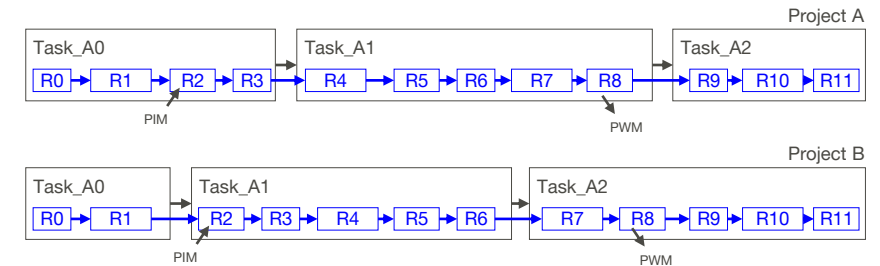 Project A
Task_A0 Task_A1 Task_A2
R0 R1 R2 R3 R4 R5 R6 R7 R8 R9 R10 R11
PIM PWM
Project B
Task_A0 Task_A1 Task_A2
R0 R1 R2 R3 R4 R5 R6 R7 R8 R9 R10 R11
PIM PWM